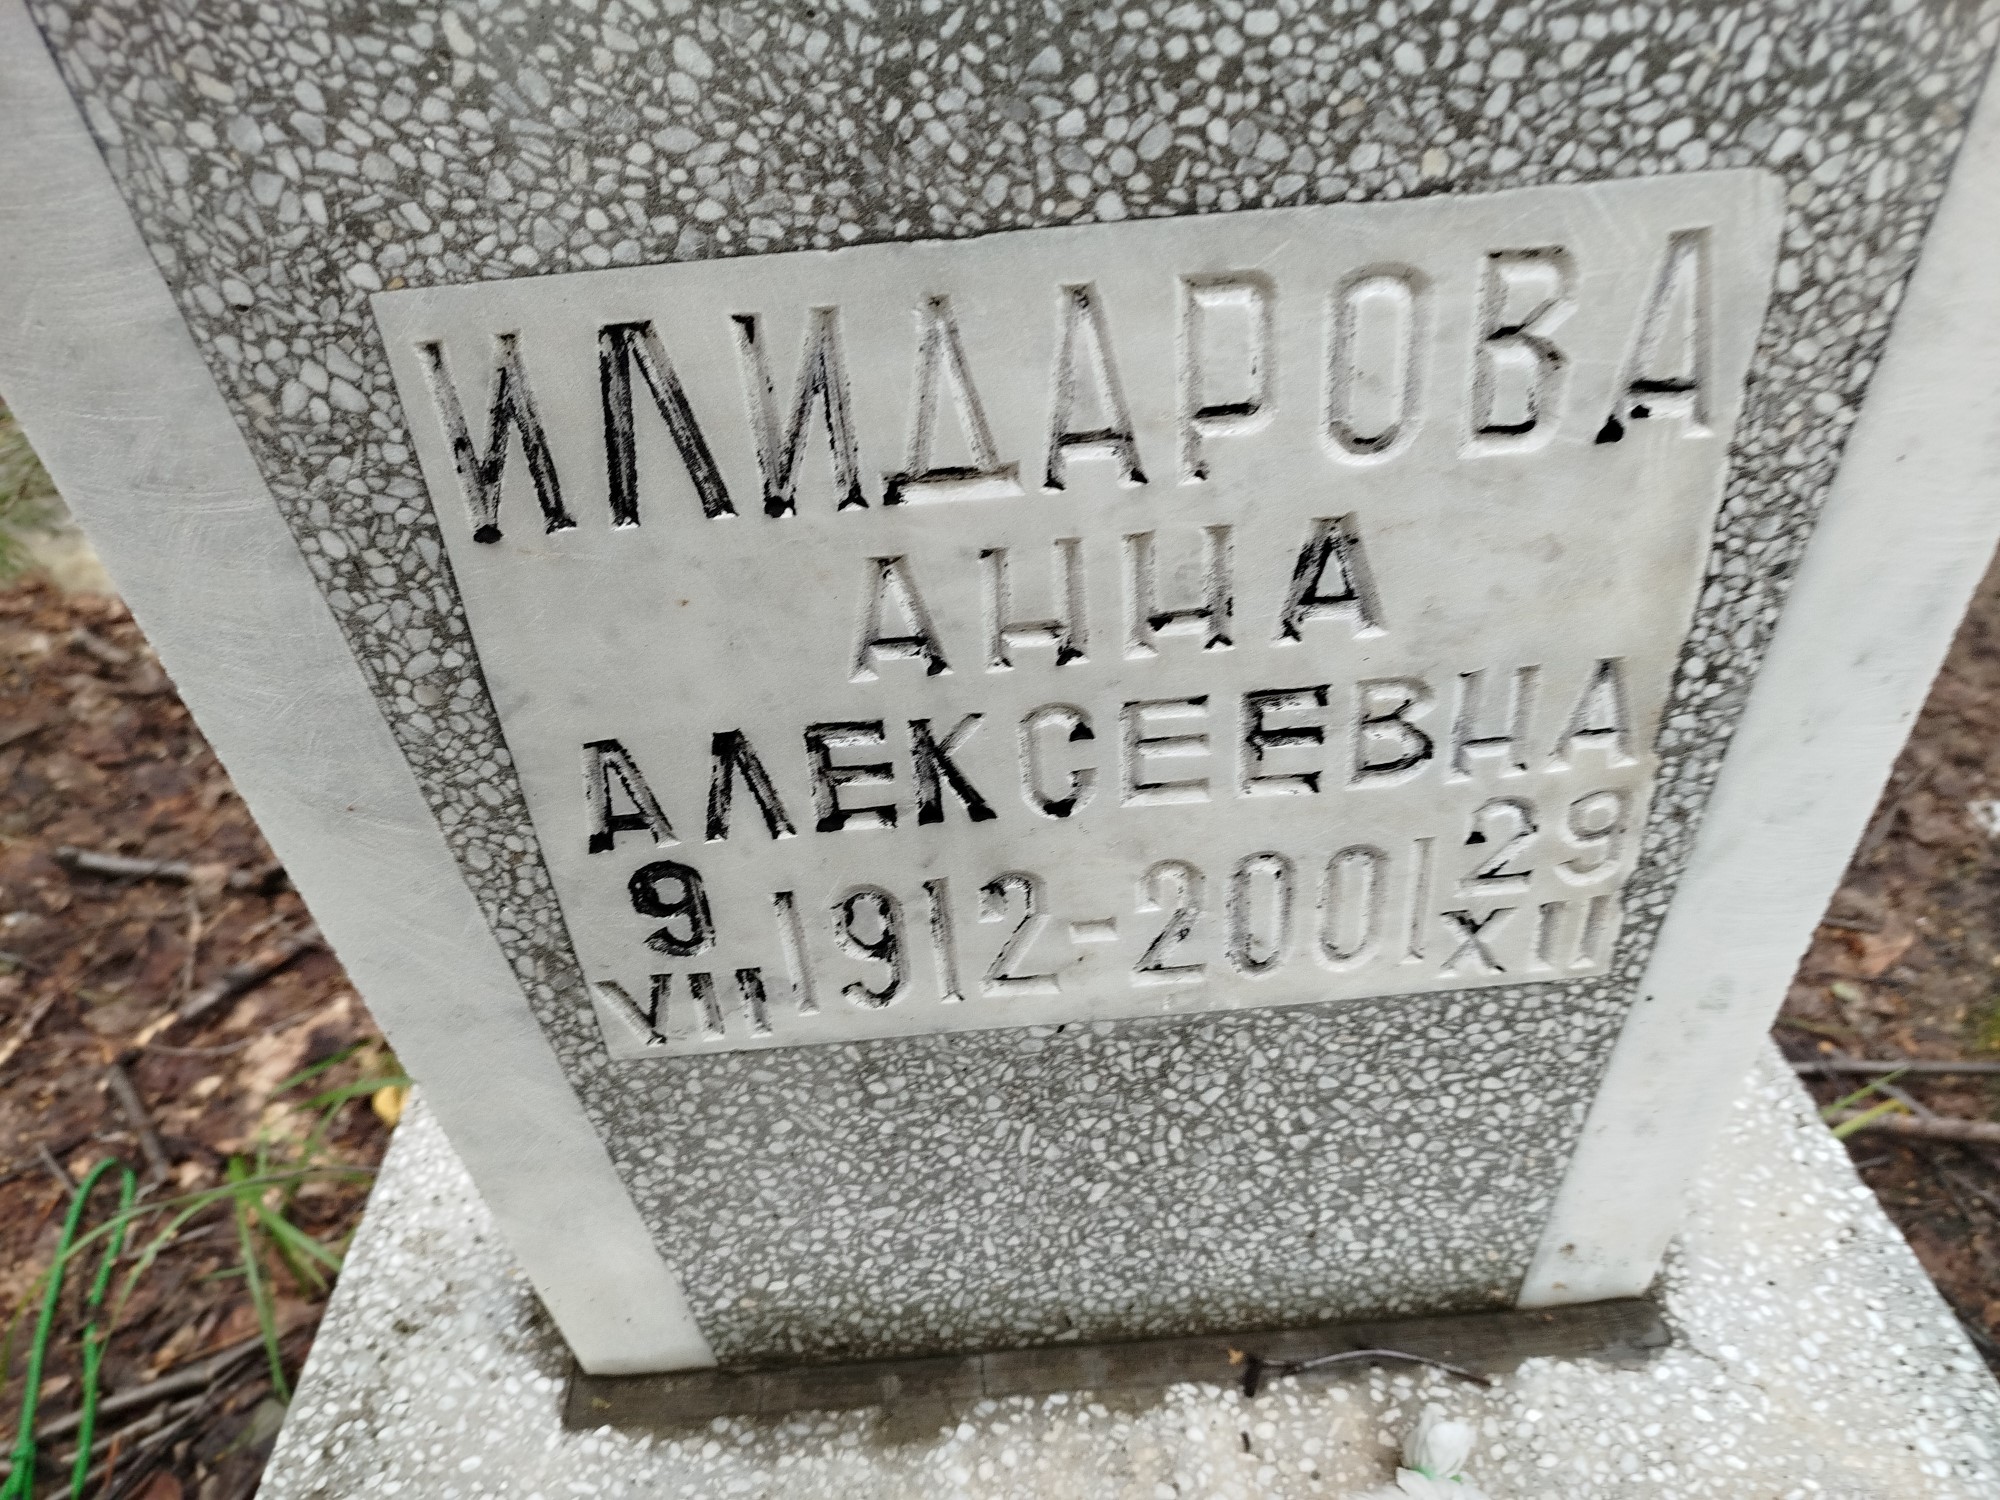 ИЛИДАРОВА
АННА
АЛЕКСЕЕВНА
9 VII 1912-2001 29 XII